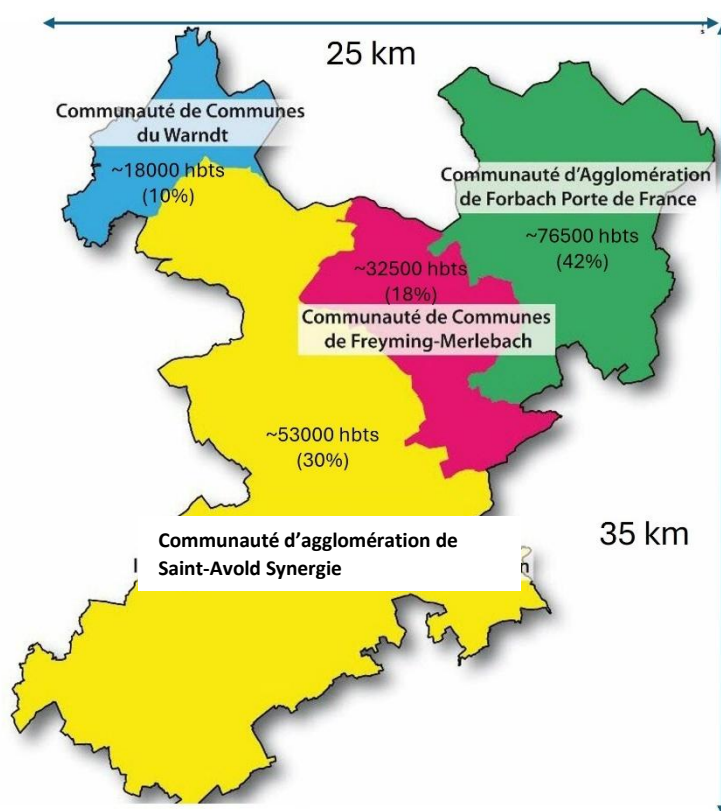 25 km
Communauté de Communes
du Warndt
~18000 hbts
(10%)
Communauté d'Agglomération
de Forbach Porte de France
~76500 hbts
(42%)
~32500 hbts
(18%)
Communauté de Communes
de Freyming-Merlebach
~53000 hbts
(30%)
35 km
Communauté d'agglomération de
Saint-Avold Synergie